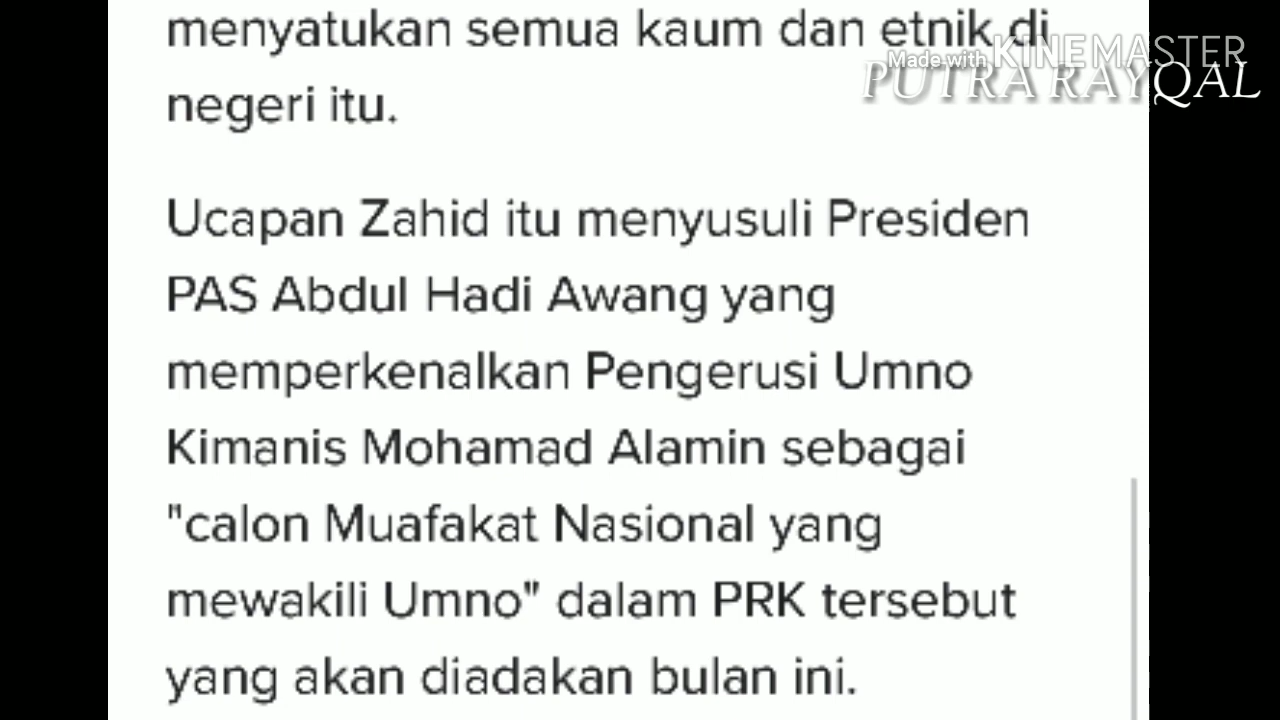 menyatukan semua kaum dan etnik di
Made with KINEMASTER
PUTRA RAYQAL
negeri itu.
Ucapan Zahid itu menyusuli Presiden
PAS Abdul Hadi Awang yang
memperkenalkan Pengerusi Umno
Kimanis Mohamad Alamin sebagai
"calon Muafakat Nasional yang
mewakili Umno" dalam PRK tersebut
yang akan diadakan bulan ini.